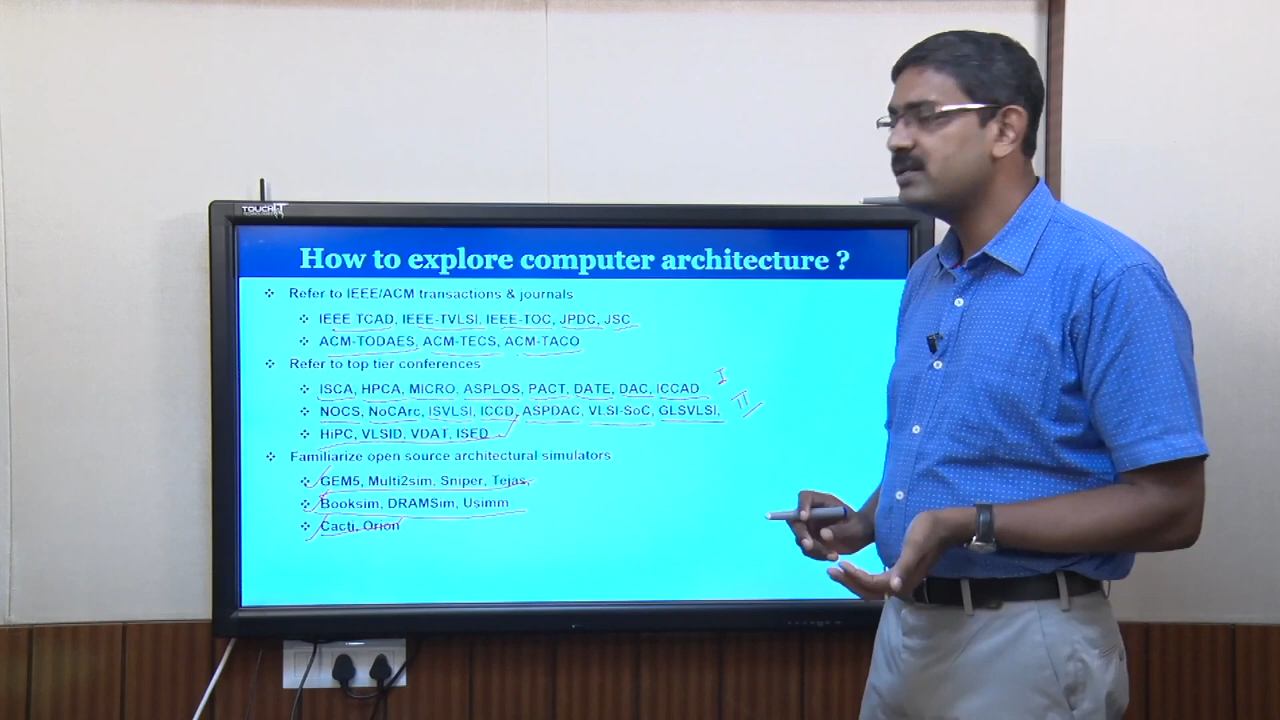 TOUCHIT
How to explore computer architecture ?
Refer to IEEE/ACM transactions & journals
IEEE TCAD, IEEE-TVLSI, IEEE-TOC, JPDC, JSC
ACM-TODAES, ACM-TECS, ACM-TACO
Refer to top tier conferences
ISCA, HPCA, MICRO, ASPLOS, PACT, DATE, DAC, ICCAD I
NOCS, NoCArc, ISVLSI, ICCD, ASPDAC, VLSI-SoC, GLSVLSI, II
HiPC, VLSID, VDAT, ISED
Familiarize open source architectural simulators
GEM5, Multi2sim, Sniper, Tejas,
Booksim, DRAMSim, Usimm
Cacti, Orion